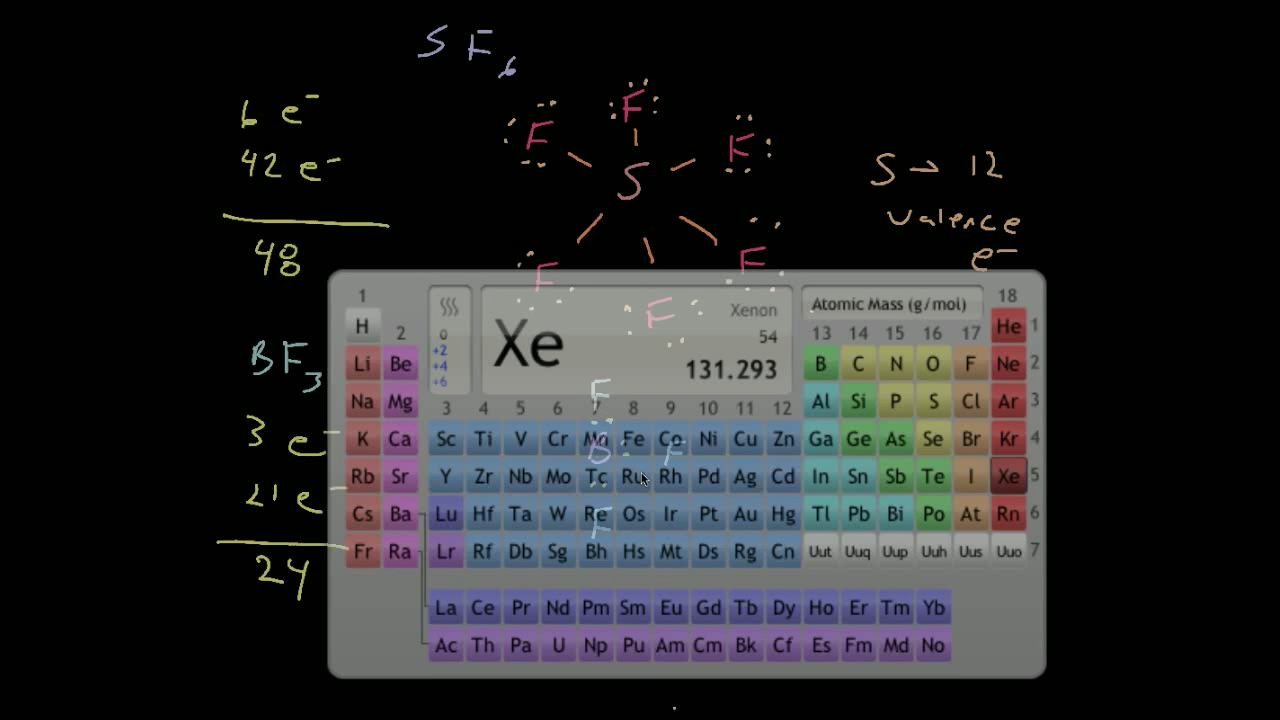 SF6
6 e-
42 e-
48
F F K
S
F F F
S → 12
valence
e-
BF3
3 e-
21 e-
24
F
B F
F
Xe
Xenon
54
131.293
0
+2
+4
+6
Atomic Mass (g/mol)
1 18
H 2 13 14 15 16 17 He 1
Li Be B C N O F Ne 2
Na Mg 3 4 5 6 7 8 9 10 11 12 Al Si P S Cl Ar 3
K Ca Sc Ti V Cr Mn Fe Co Ni Cu Zn Ga Ge As Se Br Kr 4
Rb Sr Y Zr Nb Mo Tc Ru Rh Pd Ag Cd In Sn Sb Te I Xe 5
Cs Ba Lu Hf Ta W Re Os Ir Pt Au Hg Tl Pb Bi Po At Rn 6
Fr Ra Lr Rf Db Sg Bh Hs Mt Ds Rg Cn Uut Uuq Uup Uuh Uus Uuo 7
La Ce Pr Nd Pm Sm Eu Gd Tb Dy Ho Er Tm Yb
Ac Th Pa U Np Pu Am Cm Bk Cf Es Fm Md No